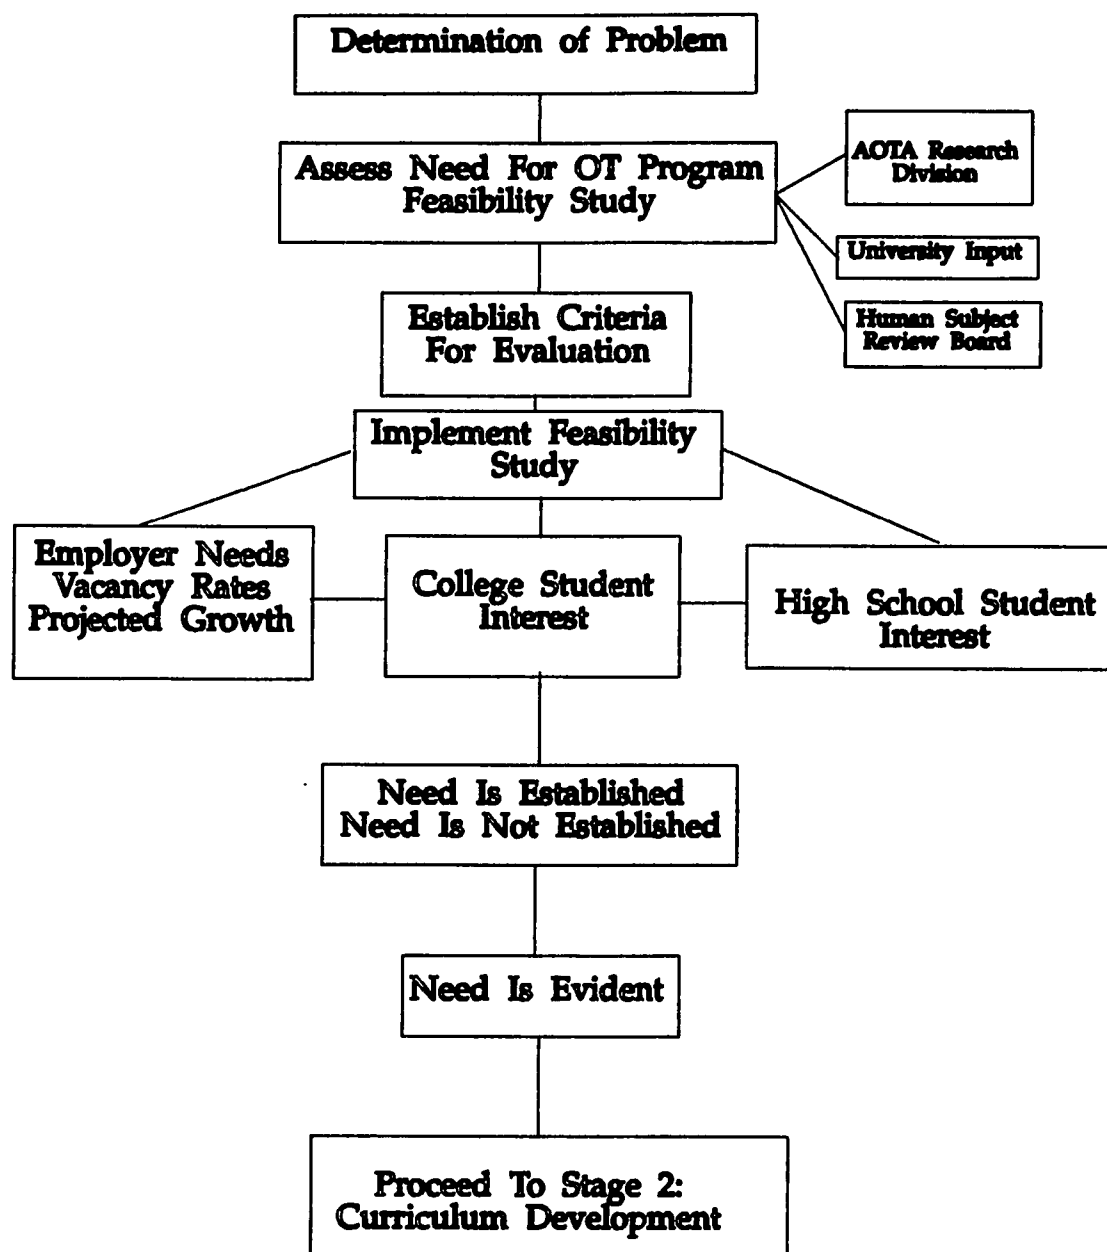 Determination of Problem
Assess Need For OT Program
Feasibility Study
AOTA Research
Division
University Input
Human Subject
Review Board
Establish Criteria
For Evaluation
Implement Feasibility
Study
Employer Needs
Vacancy Rates
Projected Growth
College Student
Interest
High School Student
Interest
Need Is Established
Need Is Not Established
Need Is Evident
Proceed To Stage 2:
Curriculum Development